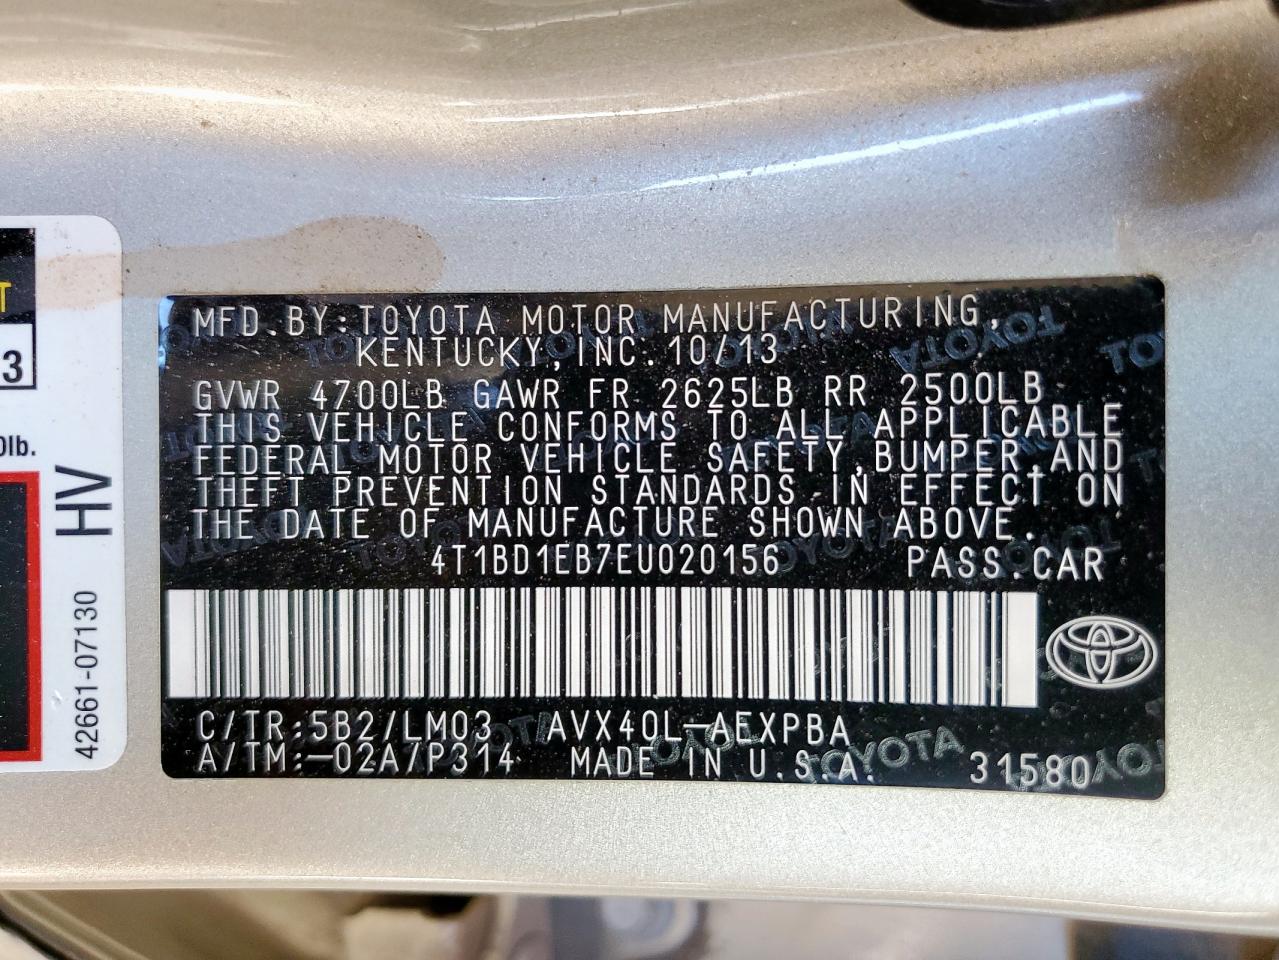 T
3
0lb.
HV
42661-07130
MFD.BY:TOYOTA MOTOR MANUFACTURING,
KENTUCKY,INC.10/13
GVWR 4700LB GAWR FR 2625LB RR 2500LB
THIS VEHICLE CONFORMS TO ALL APPLICABLE
FEDERAL MOTOR VEHICLE SAFETY,BUMPER,AND
THEFT PREVENTION STANDARDS IN EFFECT ON
THE DATE OF MANUFACTURE SHOWN ABOVE.
4T1BD1EB7EU020156 PASS.CAR
C/TR:5B2/LM03 AVX40L-AEXPBA
A/TM:-02A/P314 MADE IN U.S.A. 31580
TOYOTA